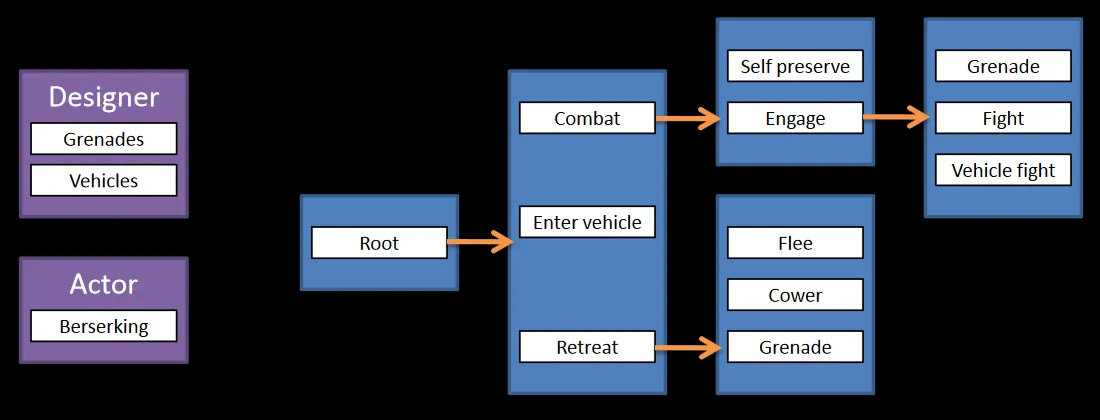 Designer
Grenades
Vehicles
Actor
Berserking
Root
Combat
Enter vehicle
Retreat
Self preserve
Engage
Flee
Cower
Grenade
Grenade
Fight
Vehicle fight